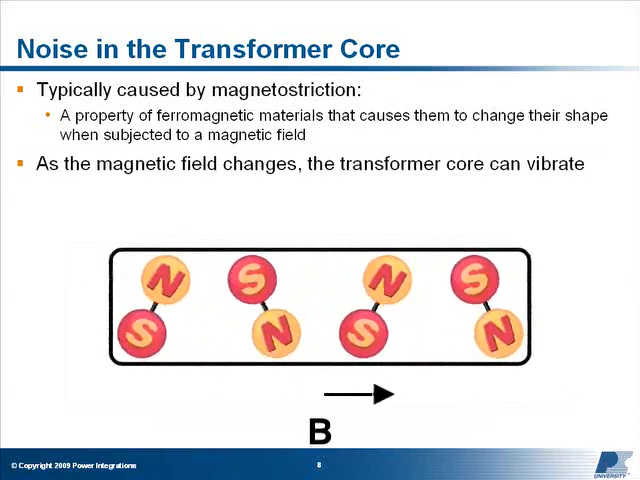 Noise in the Transformer Core
▪ Typically caused by magnetostriction:
• A property of ferromagnetic materials that causes them to change their shape
when subjected to a magnetic field
▪ As the magnetic field changes, the transformer core can vibrate
N S N S
S N S N
B
© Copyright 2009 Power Integrations
8
UNIVERSITY